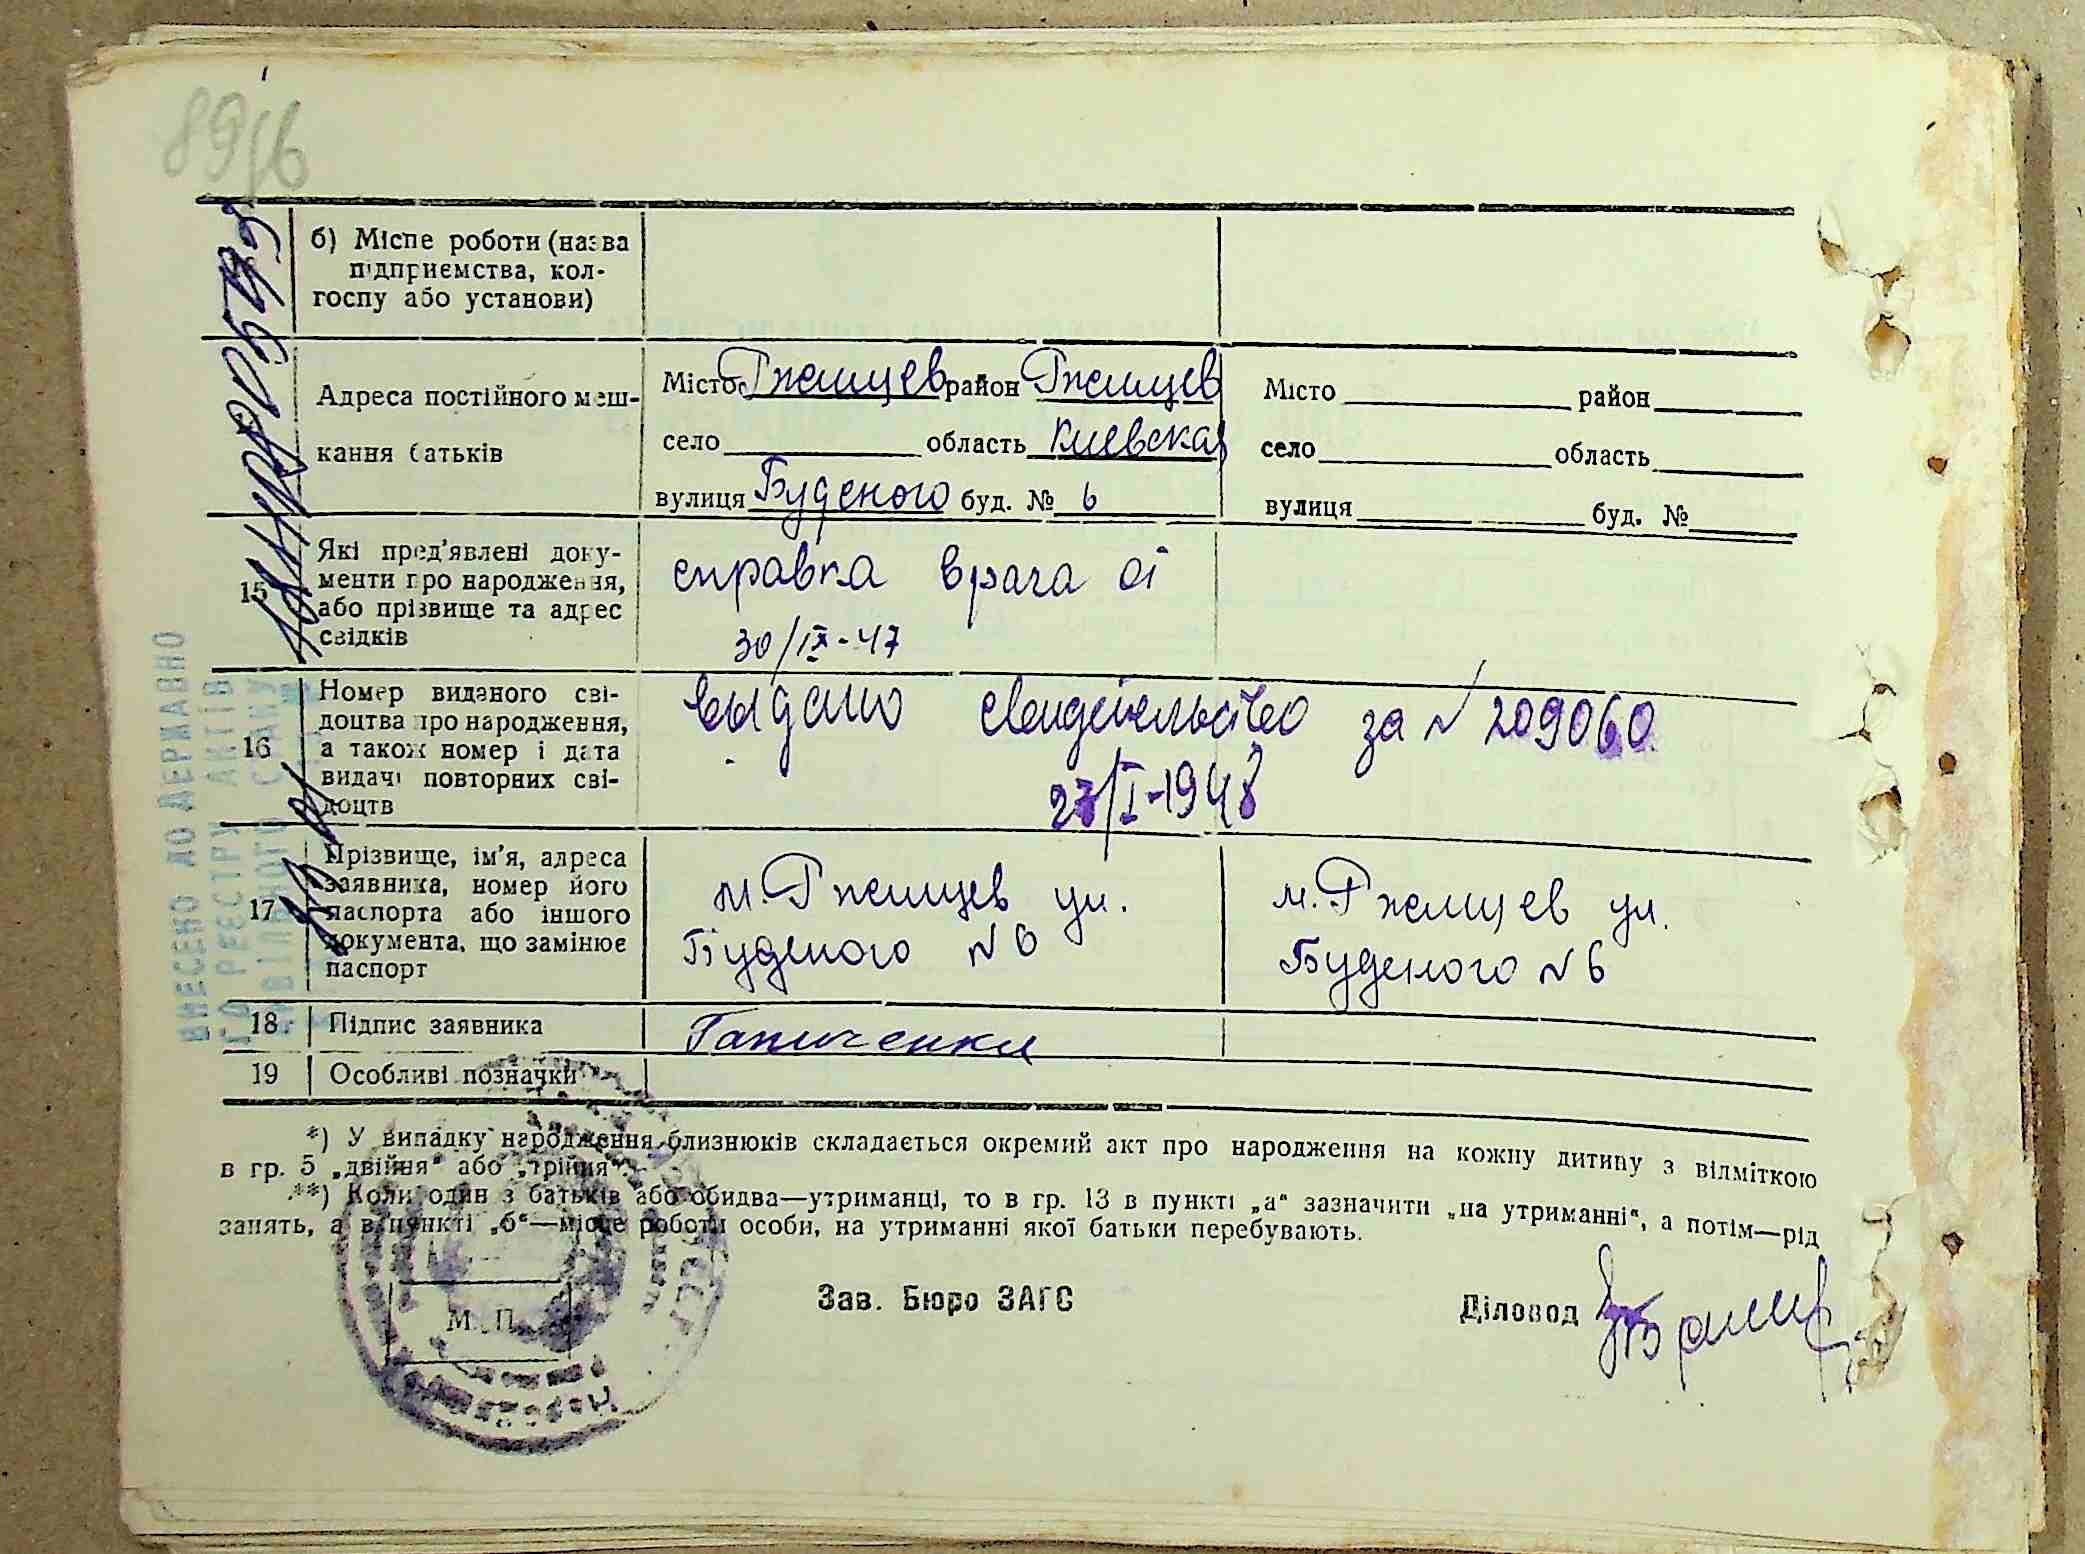 б) Місце роботи (назва
підприємства, кол-
госпу або установи)
Адреса постійного меш-
кання батьків
Місто Ржищев район Ржищев
село область Киевская
вулиця Буденого буд. № 6
Місто район
село область
вулиця буд. №
15
Які пред'явлені доку-
менти про народження,
або прізвище та адрес
свідків
справка врача от
30/IX-47
16
Номер виданого сві-
доцтва про народження,
а також номер і дата
видачі повторних сві-
доцтв
выдано свидетельство за № 209060
27/I-1948
17
Прізвище, ім'я, адреса
заявника, номер його
паспорта або іншого
документа, що замінює
паспорт
м. Ржищев ул.
Буденого № 6
м. Ржищев ул.
Буденого № 6
18.
Підпис заявника
19
Особливі позначки
*) У випадку народження близнюків складається окремий акт про народження на кожну дитину з відміткою
в гр. 5 „двійня“ або „трійня“.
**) Коли один з батьків або обидва—утриманці, то в гр. 13 в пункті „а“ зазначити „на утриманні“, а потім—рід
занять, а в пункті „б“—місце роботи особи, на утриманні якої батьки перебувають.
М. П.
Зав. Бюро ЗАГС
Діловод
ВНЕСЕНО ДО ДЕРЖАВНО
ГО РЕЄСТРУ АКТІВ
ЦИВІЛЬНОГО СТАНУ